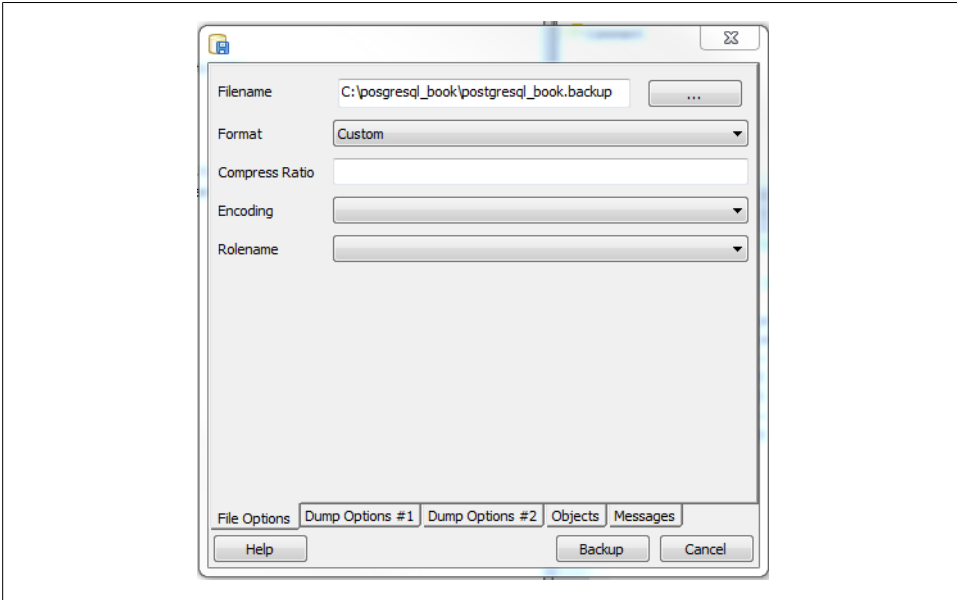 Filename C:\posgresql_book\postgresql_book.backup ...
Format Custom
Compress Ratio
Encoding
Rolename
File Options Dump Options #1 Dump Options #2 Objects Messages
Help Backup Cancel